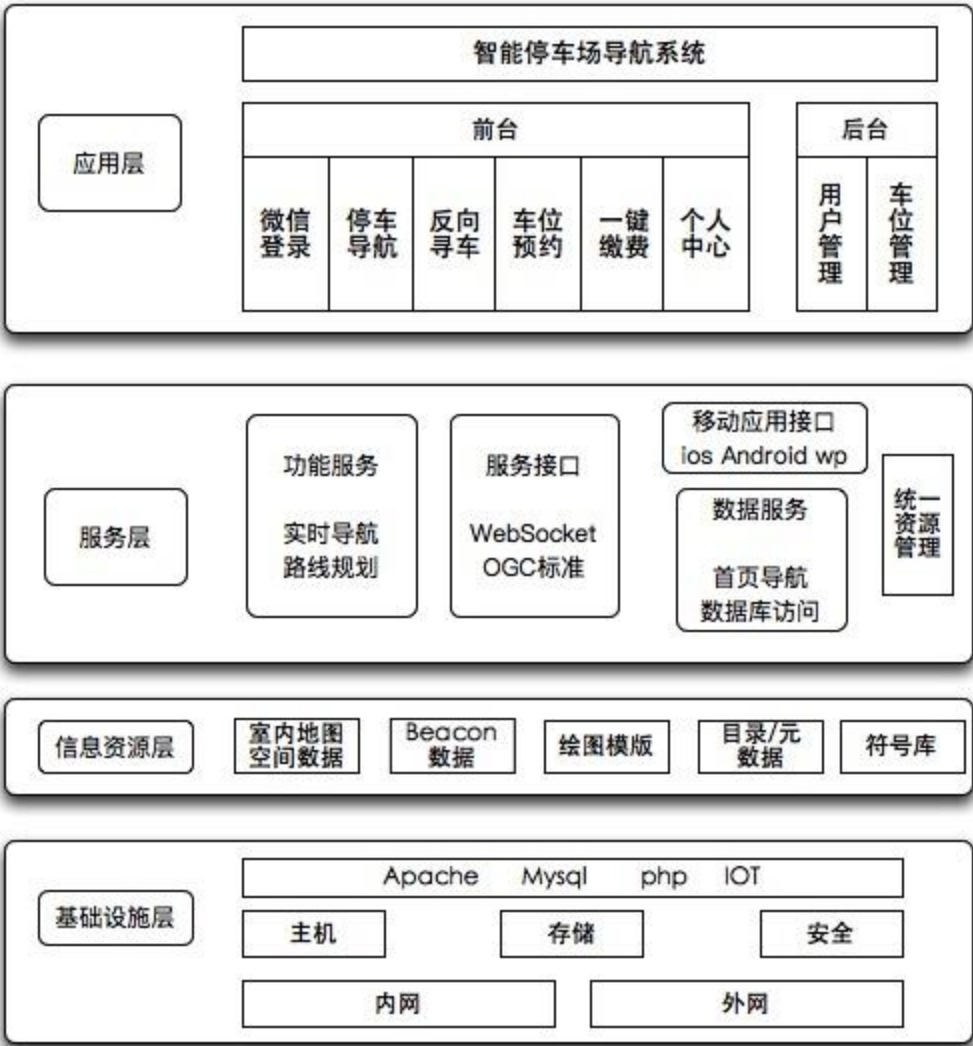 智能停车场导航系统
应用层
前台
后台
微信
登录
停车
导航
反向
寻车
车位
预约
一键
缴费
个人
中心
用
户
管
理
车
位
管
理
服务层
功能服务
实时导航
路线规划
服务接口
WebSocket
OGC标准
移动应用接口
ios Android wp
数据服务
首页导航
数据库访问
统一
资源
管理
信息资源层
室内地图
空间数据
Beacon
数据
绘图模版
目录/元
数据
符号库
基础设施层
Apache Mysql php IOT
主机
存储
安全
内网
外网